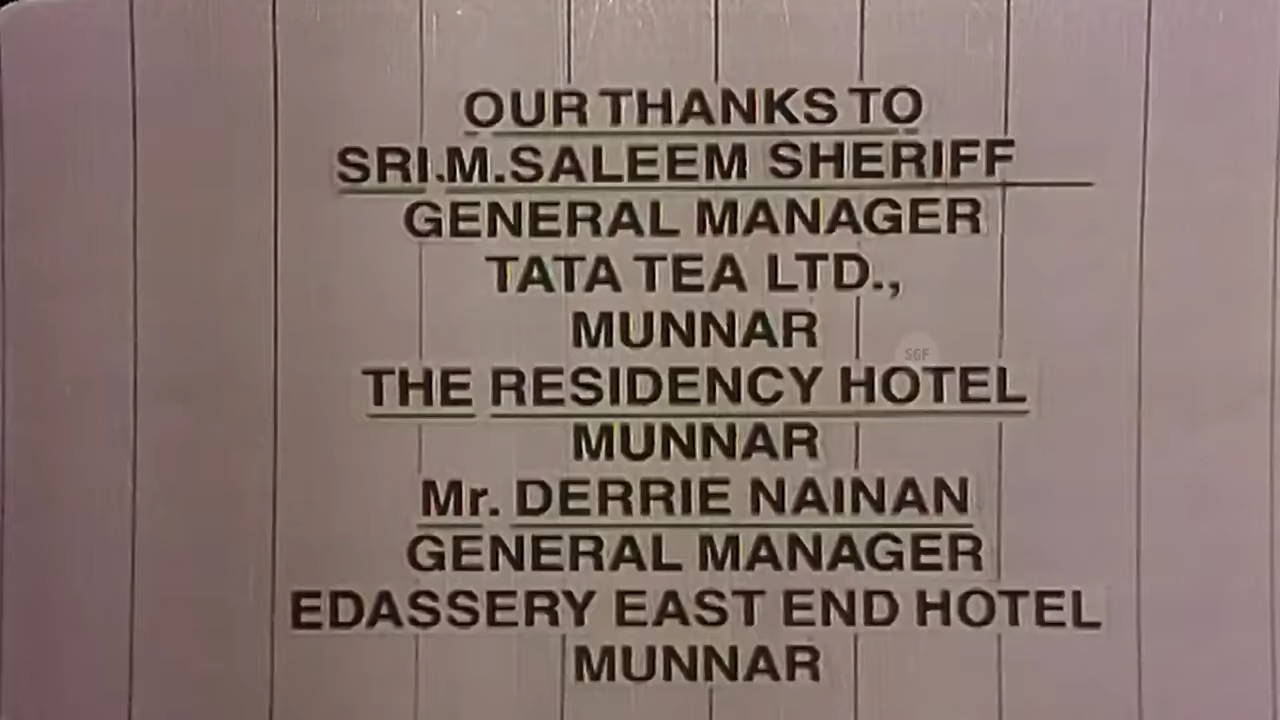 OUR THANKS TO
SRI.M.SALEEM SHERIFF
GENERAL MANAGER
TATA TEA LTD.,
MUNNAR
SGF
THE RESIDENCY HOTEL
MUNNAR
Mr. DERRIE NAINAN
GENERAL MANAGER
EDASSERY EAST END HOTEL
MUNNAR